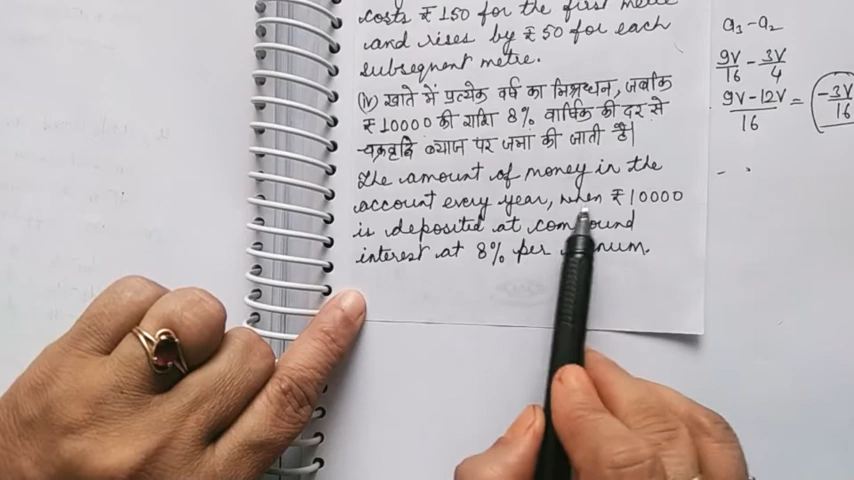 costs ₹150 for the first metre
and rises by ₹50 for each
subsequent metre.
(iv) खाते में प्रत्येक वर्ष का मिश्रधन, जबकि
₹10000 की राशि 8% वार्षिक की दर से
चक्रवृद्धि ब्याज पर जमा की जाती है।
The amount of money in the
account every year, when ₹10000
is deposited at compound
interest at 8% per annum.
a₃-a₂
9V/16 - 3V/4
9V-12V/16 = -3V/16